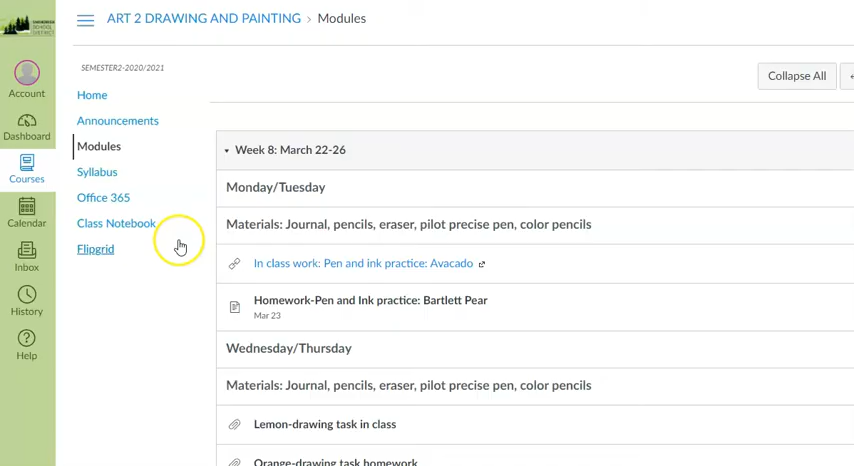 SCHOOL
DISTRICT
ART 2 DRAWING AND PAINTING > Modules
SEMESTER2-2020/2021
Collapse All
Account
Dashboard
Courses
Calendar
Inbox
History
Help
Home
Announcements
Modules
Syllabus
Office 365
Class Notebook
Flipgrid
Week 8: March 22-26
Monday/Tuesday
Materials: Journal, pencils, eraser, pilot precise pen, color pencils
In class work: Pen and ink practice: Avacado
Homework-Pen and Ink practice: Bartlett Pear
Mar 23
Wednesday/Thursday
Materials: Journal, pencils, eraser, pilot precise pen, color pencils
Lemon-drawing task in class
Orange-drawing task homework